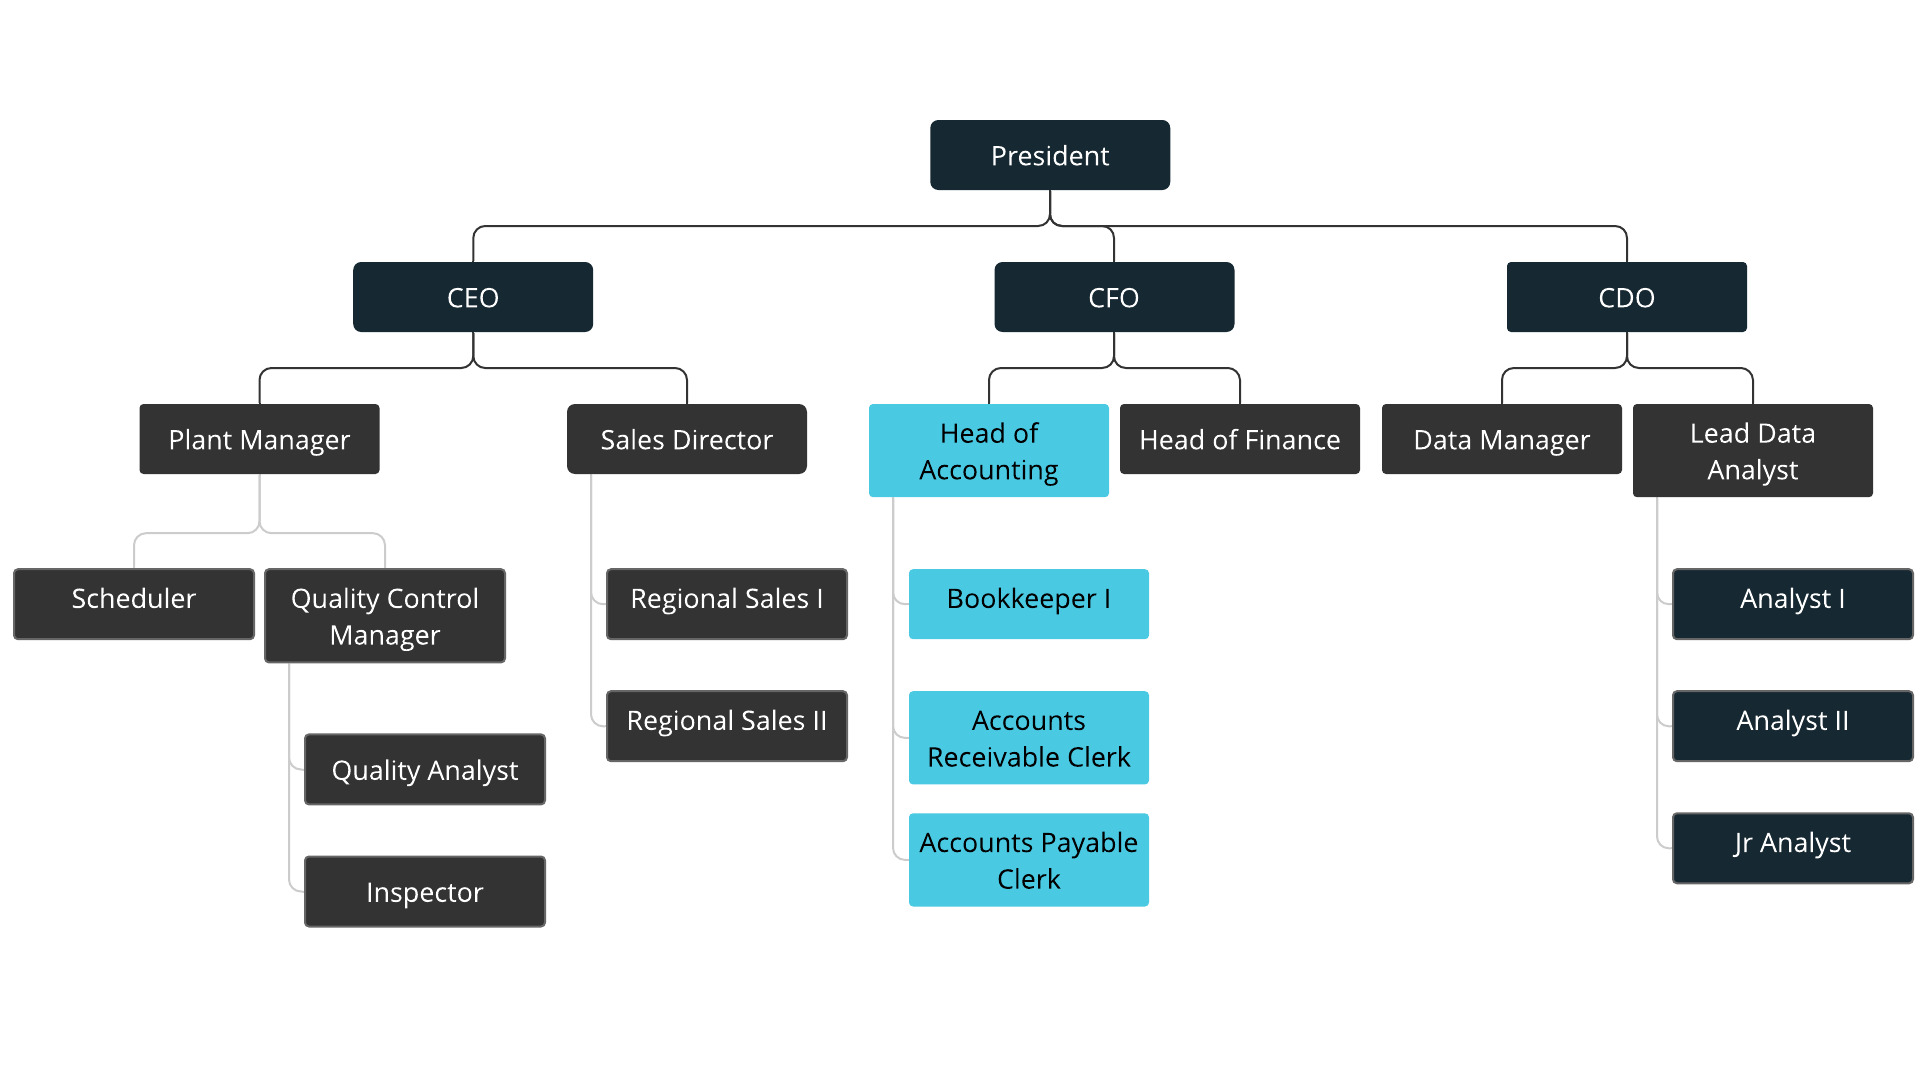 President
CEO
CFO
CDO
Plant Manager
Sales Director
Head of
Accounting
Head of Finance
Data Manager
Lead Data
Analyst
Scheduler
Quality Control
Manager
Regional Sales I
Bookkeeper I
Analyst I
Regional Sales II
Accounts
Receivable Clerk
Analyst II
Quality Analyst
Accounts Payable
Clerk
Jr Analyst
Inspector